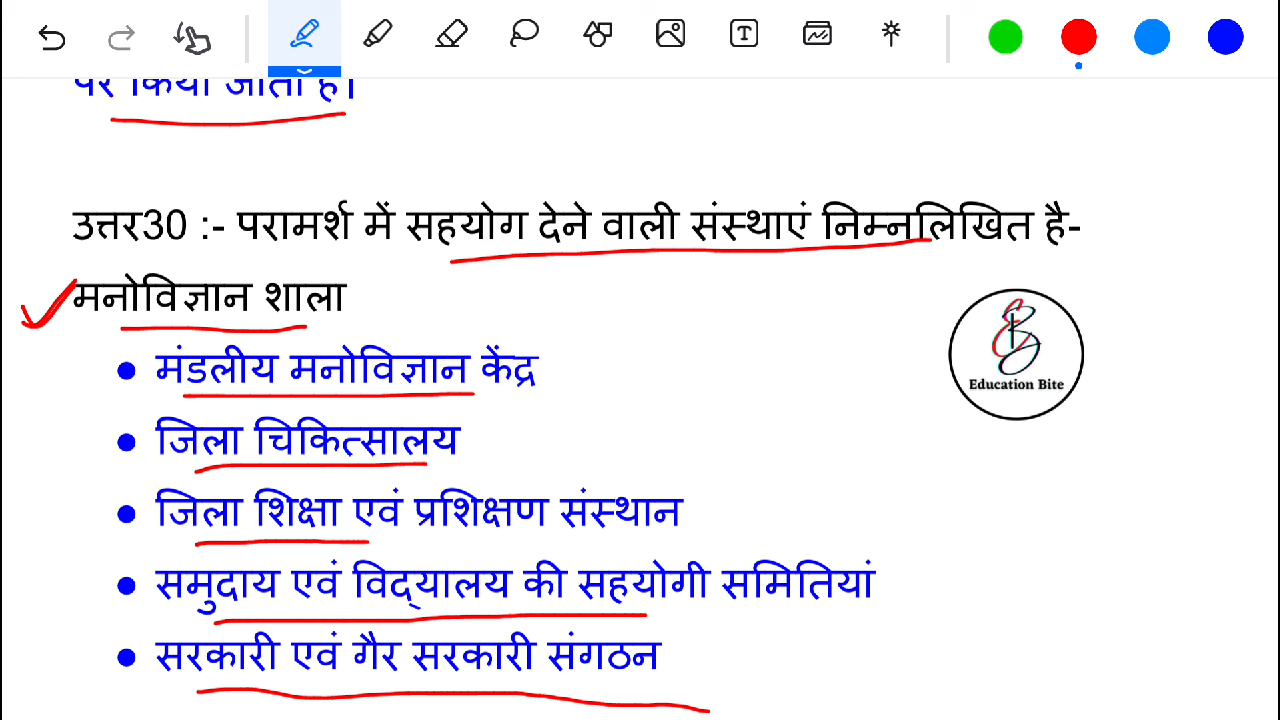 पर किया जाता है।
उत्तर30 :- परामर्श में सहयोग देने वाली संस्थाएं निम्नलिखित है-
मनोविज्ञान शाला
Education Bite
• मंडलीय मनोविज्ञान केंद्र
• जिला चिकित्सालय
• जिला शिक्षा एवं प्रशिक्षण संस्थान
• समुदाय एवं विद्यालय की सहयोगी समितियां
• सरकारी एवं गैर सरकारी संगठन